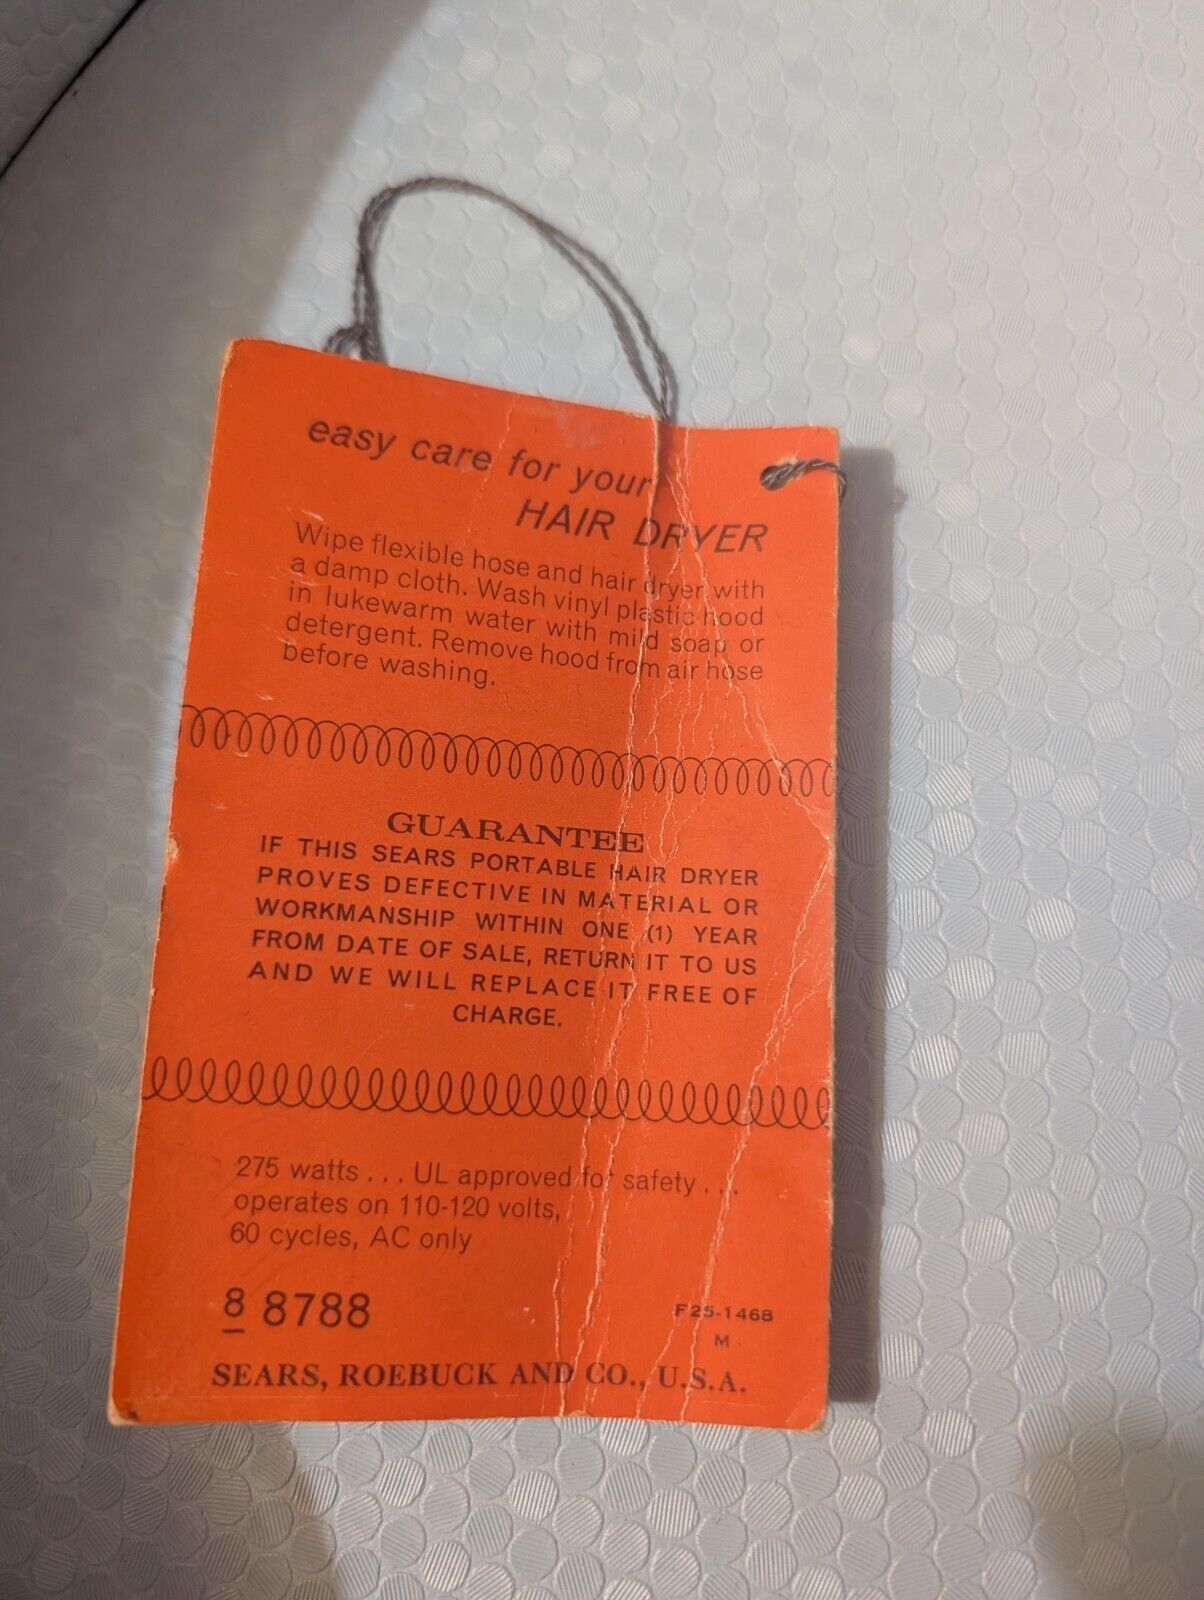 easy care for your
HAIR DRYER
Wipe flexible hose and hair dryer with
a damp cloth. Wash vinyl plastic hood
in lukewarm water with mild soap or
detergent. Remove hood from air hose
before washing.
GUARANTEE
IF THIS SEARS PORTABLE HAIR DRYER
PROVES DEFECTIVE IN MATERIAL OR
WORKMANSHIP WITHIN ONE (1) YEAR
FROM DATE OF SALE, RETURN IT TO US
AND WE WILL REPLACE IT FREE OF
CHARGE.
275 watts . . . UL approved for safety . . .
operates on 110-120 volts,
60 cycles, AC only
8 8788
F25-1468
M
SEARS, ROEBUCK AND CO., U.S.A.